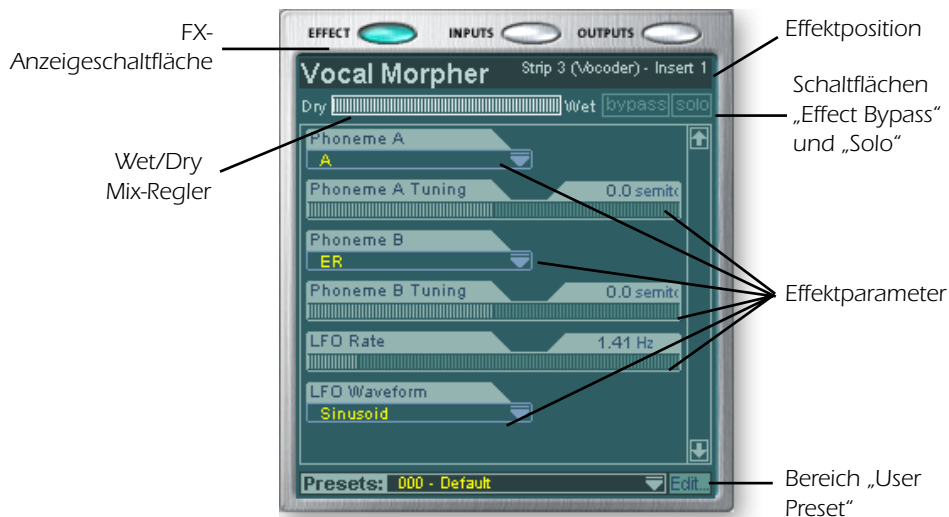 FX-
Anzeigeschaltfläche
Wet/Dry
Mix-Regler
EFFECT INPUTS OUTPUTS
Vocal Morpher Strip 3 (Vocoder) - Insert 1
Dry Wet bypass solo
Phoneme A
A
Phoneme A Tuning 0.0 semito
Phoneme B
ER
Phoneme B Tuning 0.0 semito
LFO Rate 1.41 Hz
LFO Waveform
Sinusoid
Presets: 000 - Default Edit...
Effektposition
Schaltflächen
„Effect Bypass“
und „Solo“
Effektparameter
Bereich „User
Preset“